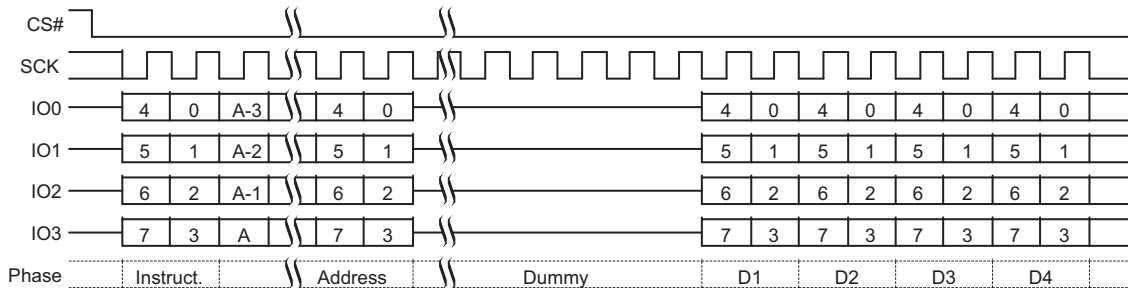 CS#
SCK
IO0 4 0 A-3 4 0 4 0 4 0 4 0 4 0
IO1 5 1 A-2 5 1 5 1 5 1 5 1 5 1
IO2 6 2 A-1 6 2 6 2 6 2 6 2 6 2
IO3 7 3 A 7 3 7 3 7 3 7 3 7 3
Phase Instruct. Address Dummy D1 D2 D3 D4